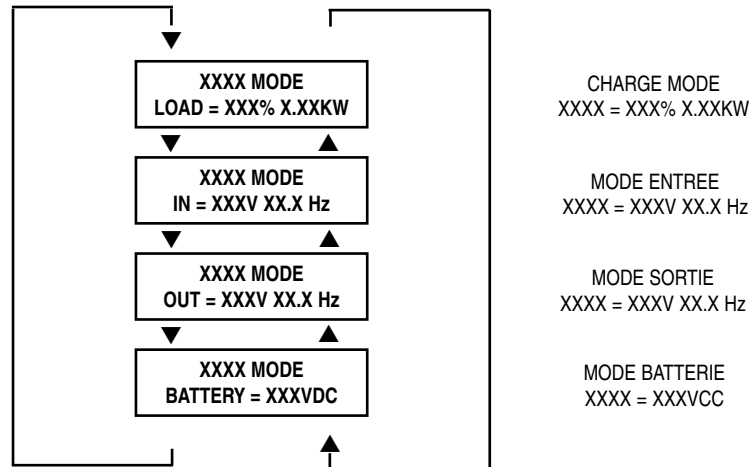 XXXX MODE
LOAD = XXX% X.XXKW
CHARGE MODE
XXXX = XXX% X.XXKW
XXXX MODE
IN = XXXV XX.X Hz
MODE ENTREE
XXXX = XXXV XX.X Hz
XXXX MODE
OUT = XXXV XX.X Hz
MODE SORTIE
XXXX = XXXV XX.X Hz
XXXX MODE
BATTERY = XXXVDC
MODE BATTERIE
XXXX = XXXVCC